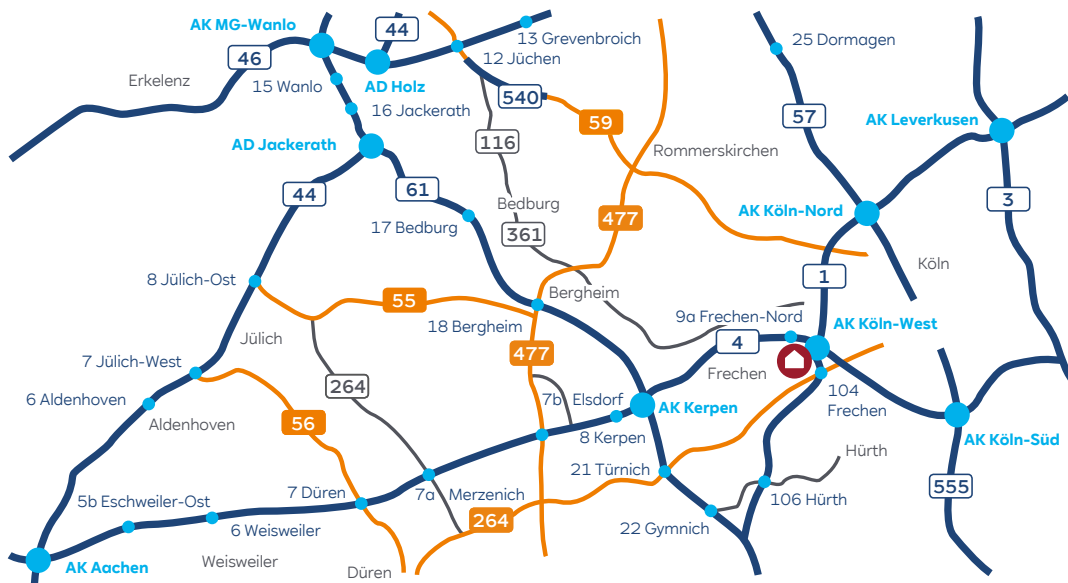 AK MG-Wanlo
44
13 Grevenbroich
12 Jüchen
25 Dormagen
46
AD Holz
Erkelenz
15 Wanlo
540
16 Jackerath
59
57
AK Leverkusen
116
AD Jackerath
Rommerskirchen
44
61
Bedburg
3
17 Bedburg
477
AK Köln-Nord
361
Köln
8 Jülich-Ost
1
55
Bergheim
9a Frechen-Nord
18 Bergheim
AK Köln-West
Jülich
477
4
7 Jülich-West
264
Frechen
6 Aldenhoven
7b
Elsdorf
AK Kerpen
104
Frechen
Aldenhoven
56
8 Kerpen
AK Köln-Süd
Hürth
21 Türnich
7 Düren
7a
Merzenich
106 Hürth
555
5b Eschweiler-Ost
264
22 Gymnich
6 Weisweiler
Weisweiler
AK Aachen
Düren